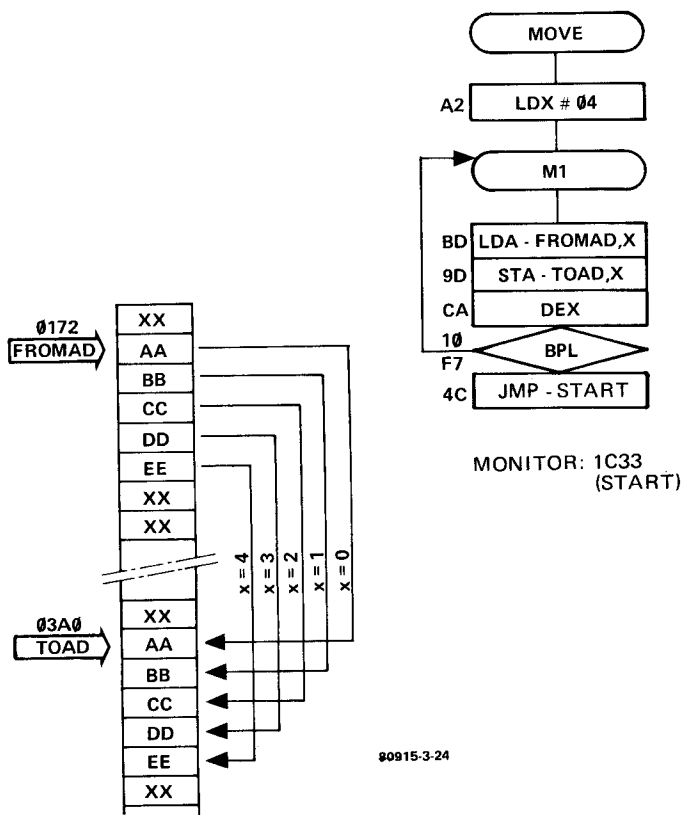 MOVE
A2 LDX # Ø4
M1
BD LDA - FROMAD,X
9D STA - TOAD,X
CA DEX
1Ø BPL
F7
4C JMP - START
MONITOR: 1C33
(START)
XX
Ø172
FROMAD
AA
BB
CC
DD
EE
XX
XX
x = 4
x = 3
x = 2
x = 1
x = 0
XX
Ø3AØ
TOAD
AA
BB
CC
DD
EE
XX
80915-3-24